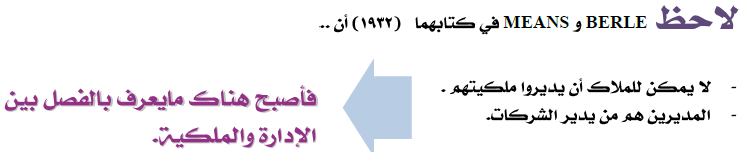 لاحظ BERLE و MEANS في كتابهما (١٩٣٢) أن ..
- لا يمكن للملاك أن يديروا ملكيتهم .
- المديرين هم من يدير الشركات.
فأصبح هناك مايعرف بالفصل بين
الإدارة والملكية.